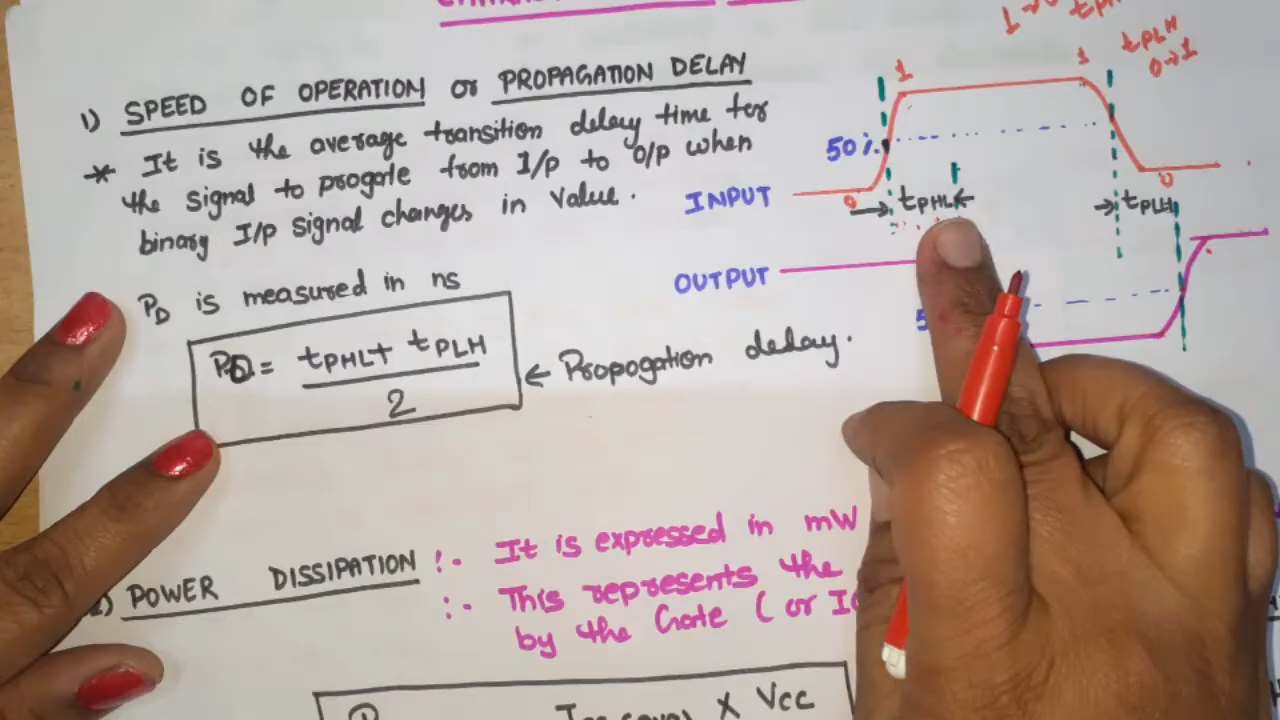 1) SPEED OF OPERATION or PROPAGATION DELAY
* It is the average transition delay time for
the signal to progate from I/p to O/p when
binary I/p signal changes in value.
PD is measured in ns
PD = tPHL + tPLH
2
← Propogation delay.
tPLH
0→1
1
1
50%
INPUT
0
0
tPHL
tPLH
OUTPUT
2) POWER DISSIPATION :- It is expressed in mW
:- This represents the
by the Gate ( or
X Vcc